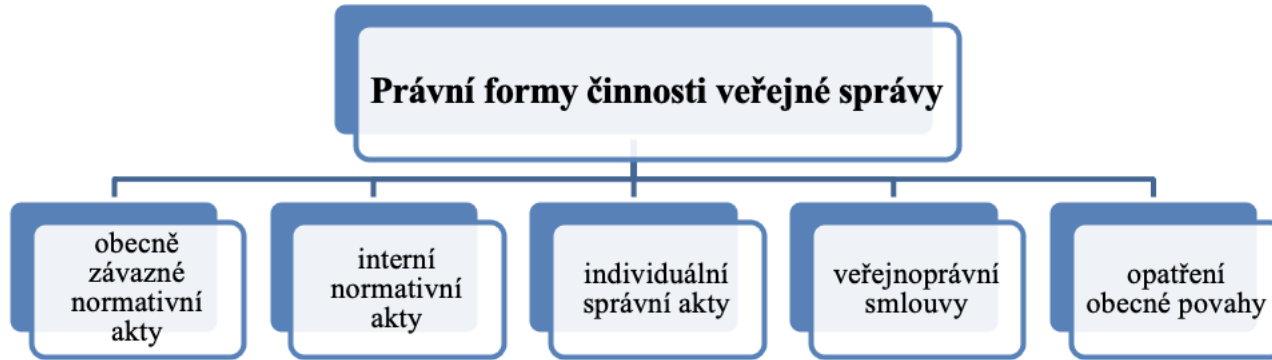 Právní formy činnosti veřejné správy
obecně
závazné
normativní
akty
interní
normativní
akty
individuální
správní akty
veřejnoprávní
smlouvy
opatření
obecné povahy